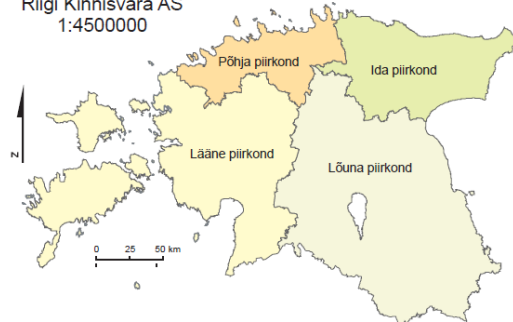 Riigi Kinnisvara AS
1:4500000
Põhja piirkond
Ida piirkond
Lääne piirkond
Lõuna piirkond
N
0 25 50 km